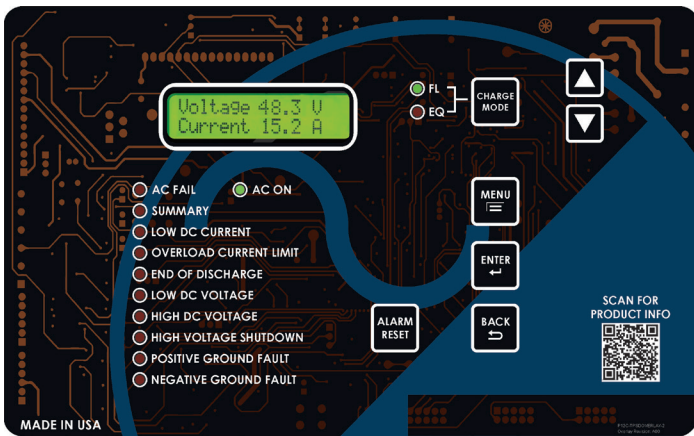 Voltage 48.3 V
Current 15.2 A
FL
EQ
CHARGE
MODE
AC FAIL
AC ON
SUMMARY
LOW DC CURRENT
OVERLOAD CURRENT LIMIT
END OF DISCHARGE
LOW DC VOLTAGE
HIGH DC VOLTAGE
HIGH VOLTAGE SHUTDOWN
POSITIVE GROUND FAULT
NEGATIVE GROUND FAULT
MENU
ENTER
BACK
ALARM
RESET
SCAN FOR
PRODUCT INFO
MADE IN USA